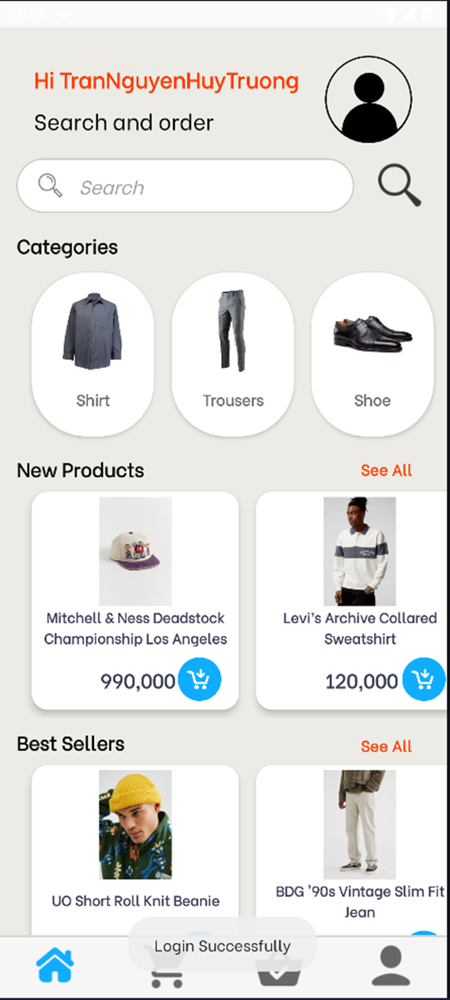 2:55
Hi TranNguyenHuyTruong
Search and order
Search
Categories
Shirt
Trousers
Shoe
New Products
See All
Mitchell & Ness Deadstock
Championship Los Angeles
990,000
Levi's Archive Collared
Sweatshirt
120,000
Best Sellers
See All
UO Short Roll Knit Beanie
BDG '90s Vintage Slim Fit
Jean
Login Successfully